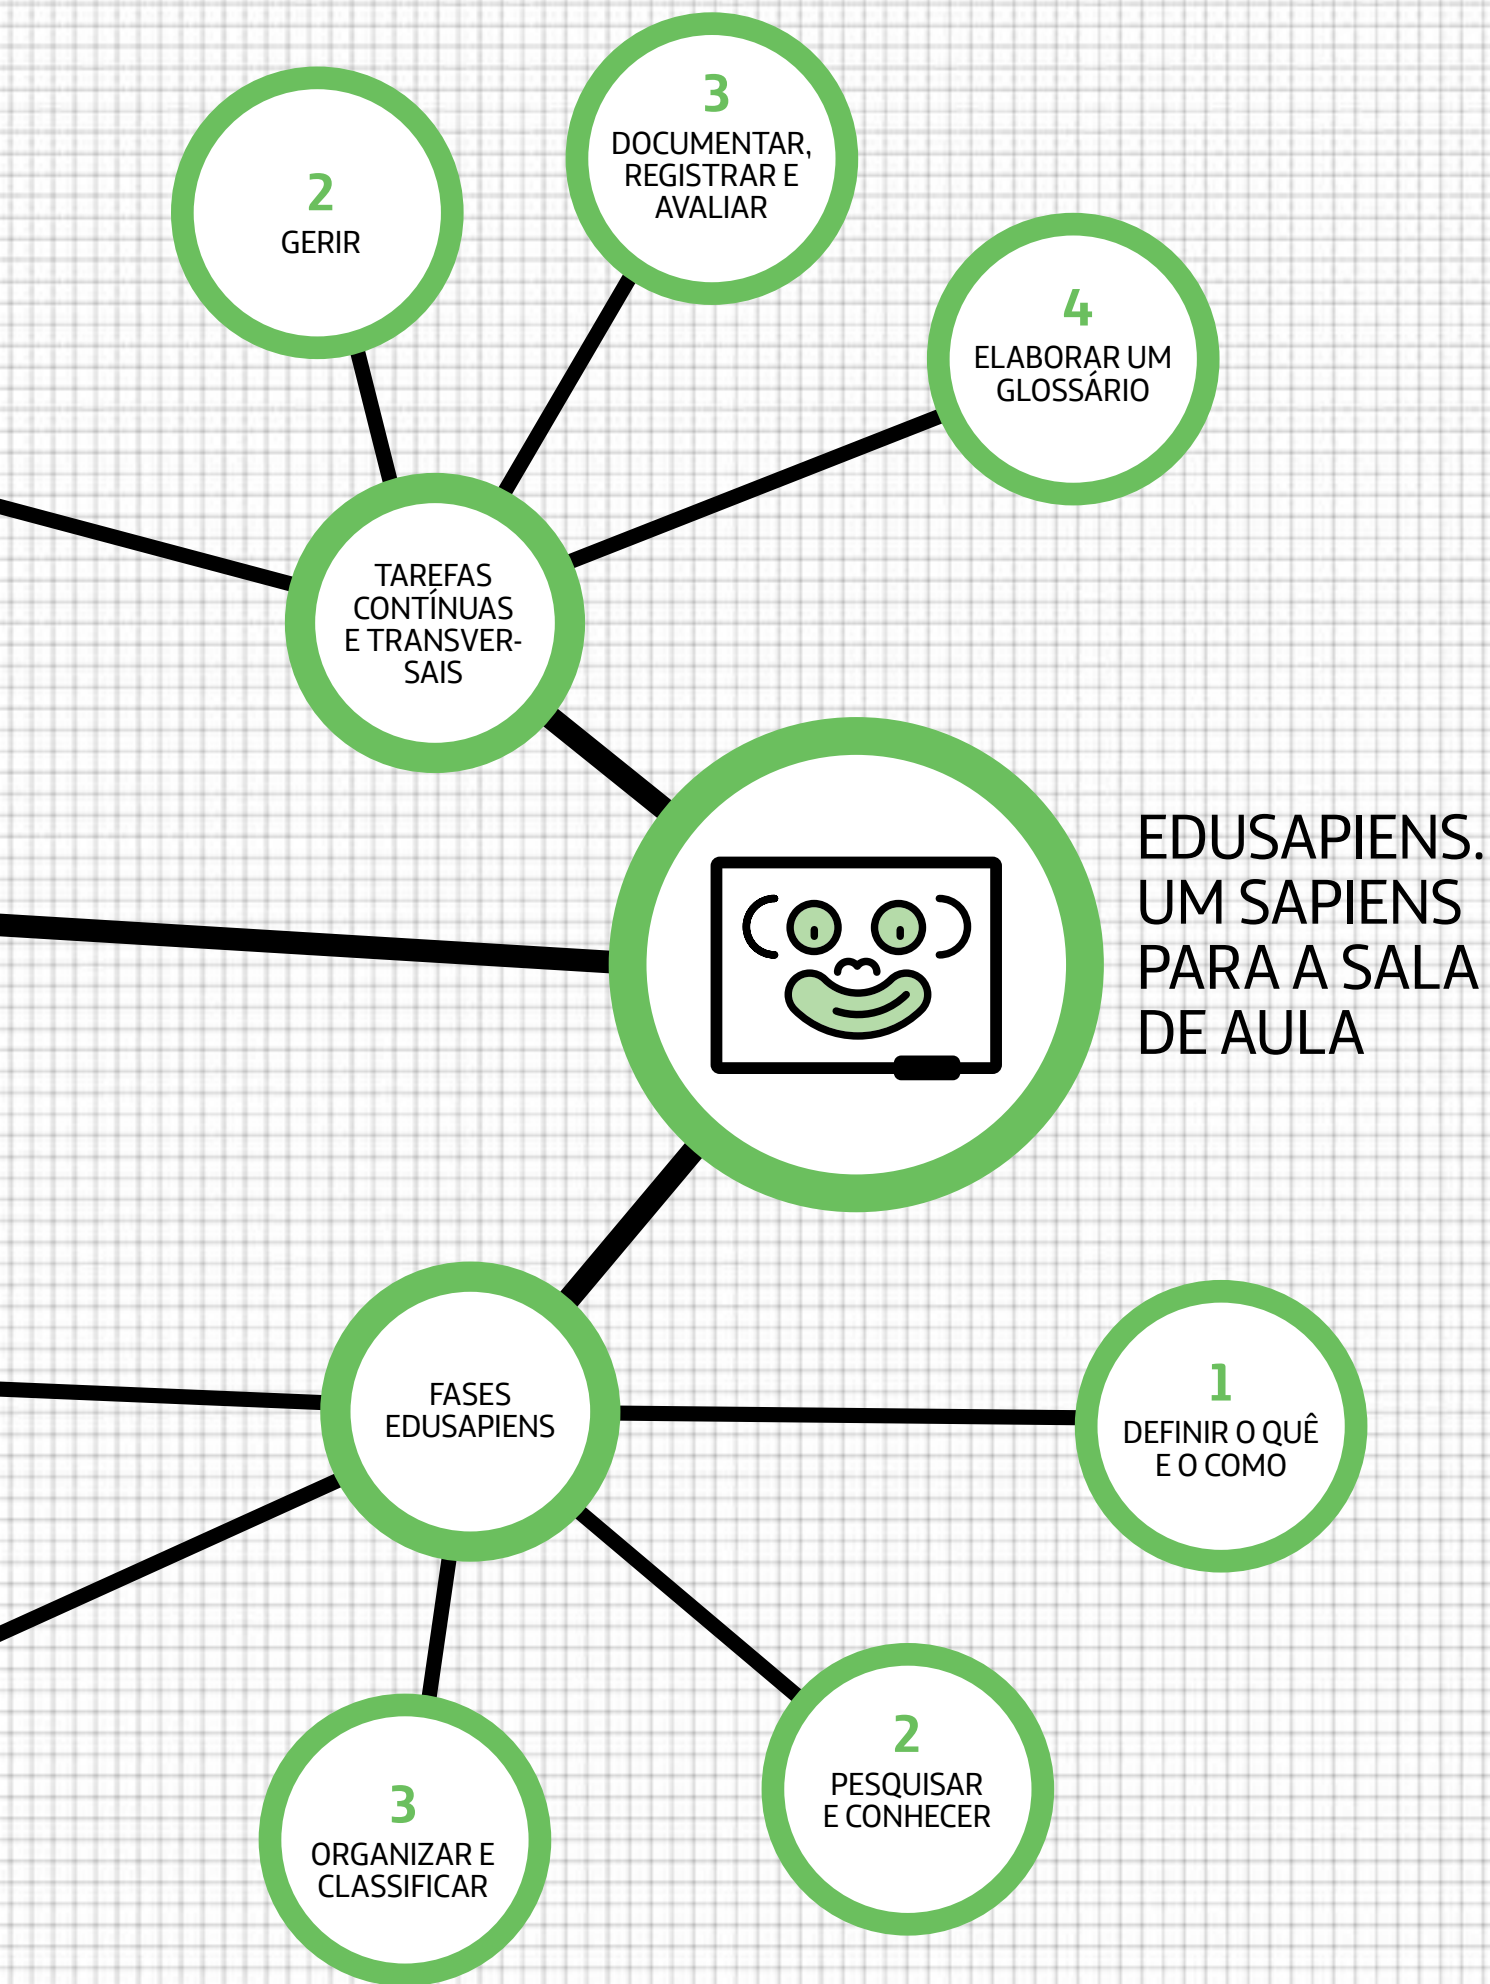 2
GERIR
3
DOCUMENTAR,
REGISTRAR E
AVALIAR
4
ELABORAR UM
GLOSSÁRIO
TAREFAS
CONTÍNUAS
E TRANSVER-
SAIS
EDUSAPIENS.
UM SAPIENS
PARA A SALA
DE AULA
FASES
EDUSAPIENS
1
DEFINIR O QUÊ
E O COMO
2
PESQUISAR
E CONHECER
3
ORGANIZAR E
CLASSIFICAR